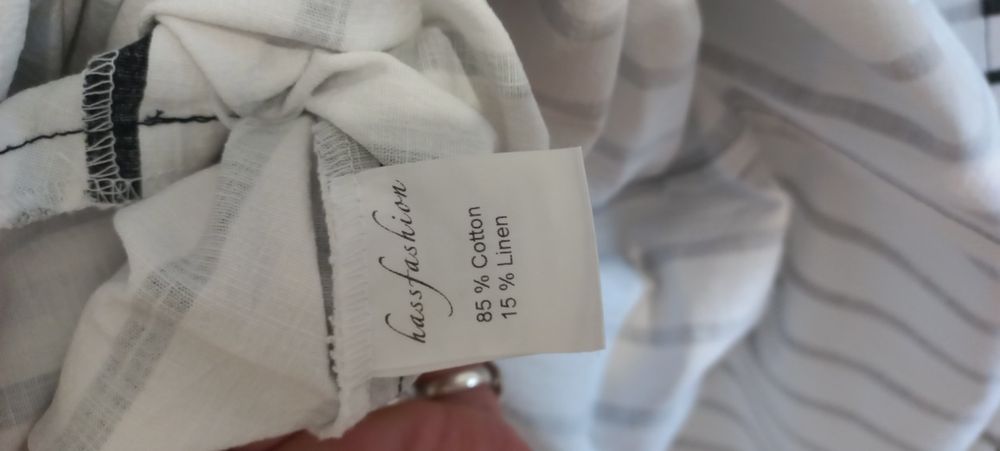 hassfashion
85 % Cotton
15 % Linen